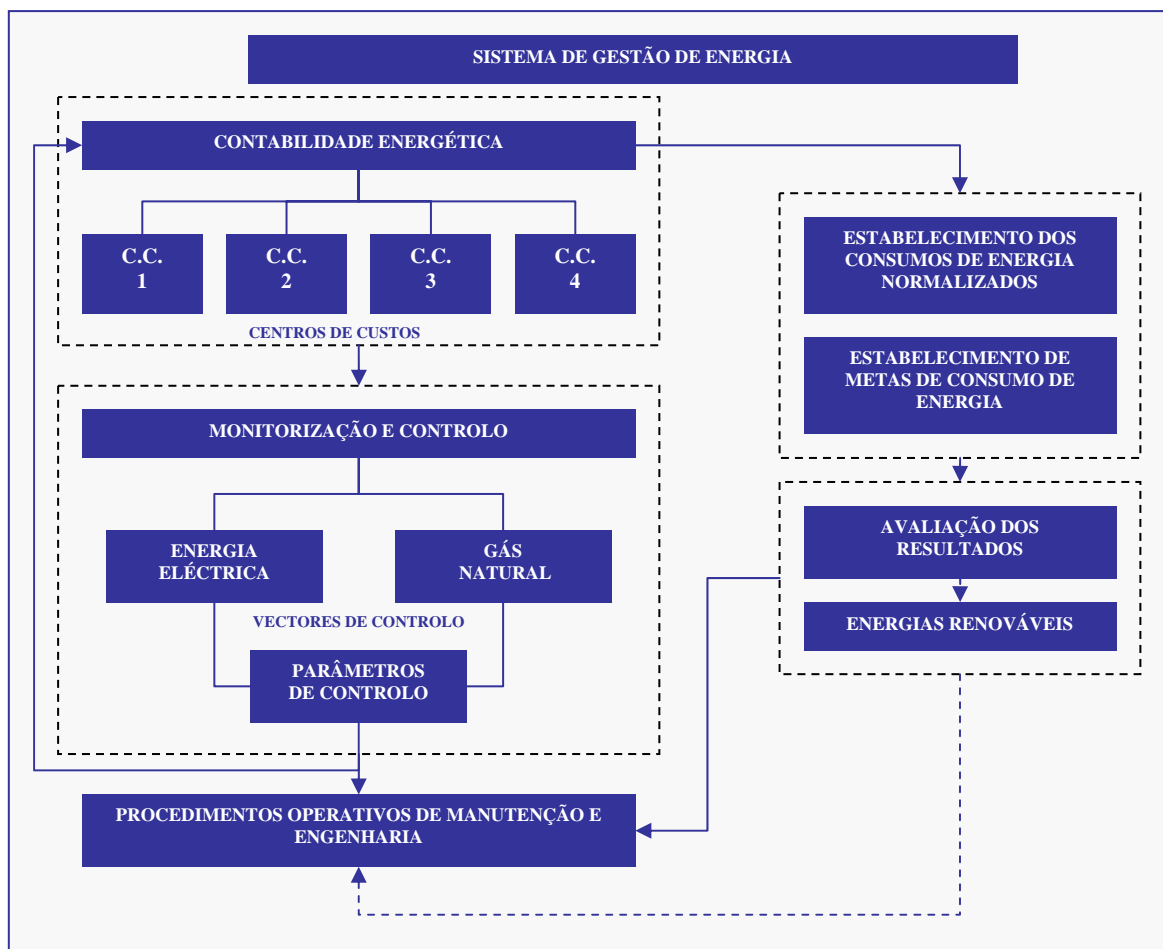 SISTEMA DE GESTÃO DE ENERGIA
CONTABILIDADE ENERGÉTICA
C.C.
1
C.C.
2
C.C.
3
C.C.
4
CENTROS DE CUSTOS
ESTABELECIMENTO DOS
CONSUMOS DE ENERGIA
NORMALIZADOS
ESTABELECIMENTO DE
METAS DE CONSUMO DE
ENERGIA
MONITORIZAÇÃO E CONTROLO
ENERGIA
ELÉCTRICA
GÁS
NATURAL
VECTORES DE CONTROLO
PARÂMETROS
DE CONTROLO
AVALIAÇÃO DOS
RESULTADOS
ENERGIAS RENOVÁVEIS
PROCEDIMENTOS OPERATIVOS DE MANUTENÇÃO E
ENGENHARIA